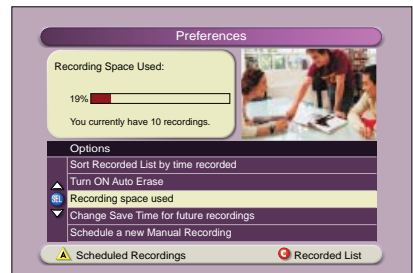 Preferences
Recording Space Used:
19%
You currently have 10 recordings.
Options
Sort Recorded List by time recorded
Turn ON Auto Erase
SEL Recording space used
Change Save Time for future recordings
Schedule a new Manual Recording
A Scheduled Recordings C Recorded List